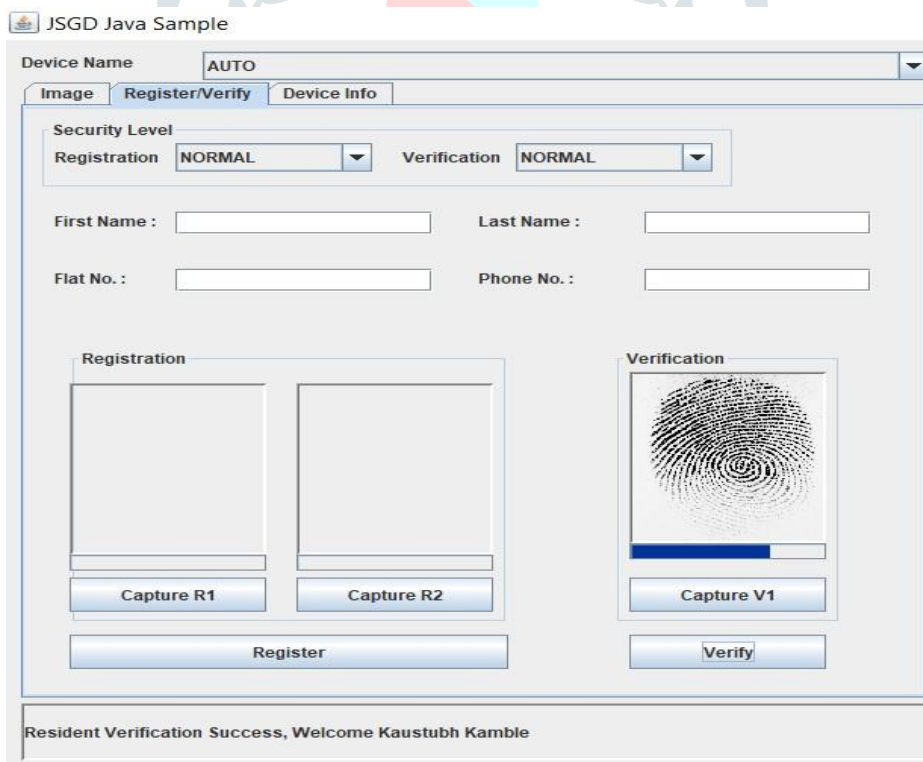 JSGD Java Sample
Device Name AUTO
Image Register/Verify Device Info
Security Level
Registration NORMAL Verification NORMAL
First Name : Last Name :
Flat No. : Phone No. :
Registration Verification
Capture R1 Capture R2 Capture V1
Register Verify
Resident Verification Success, Welcome Kaustubh Kamble